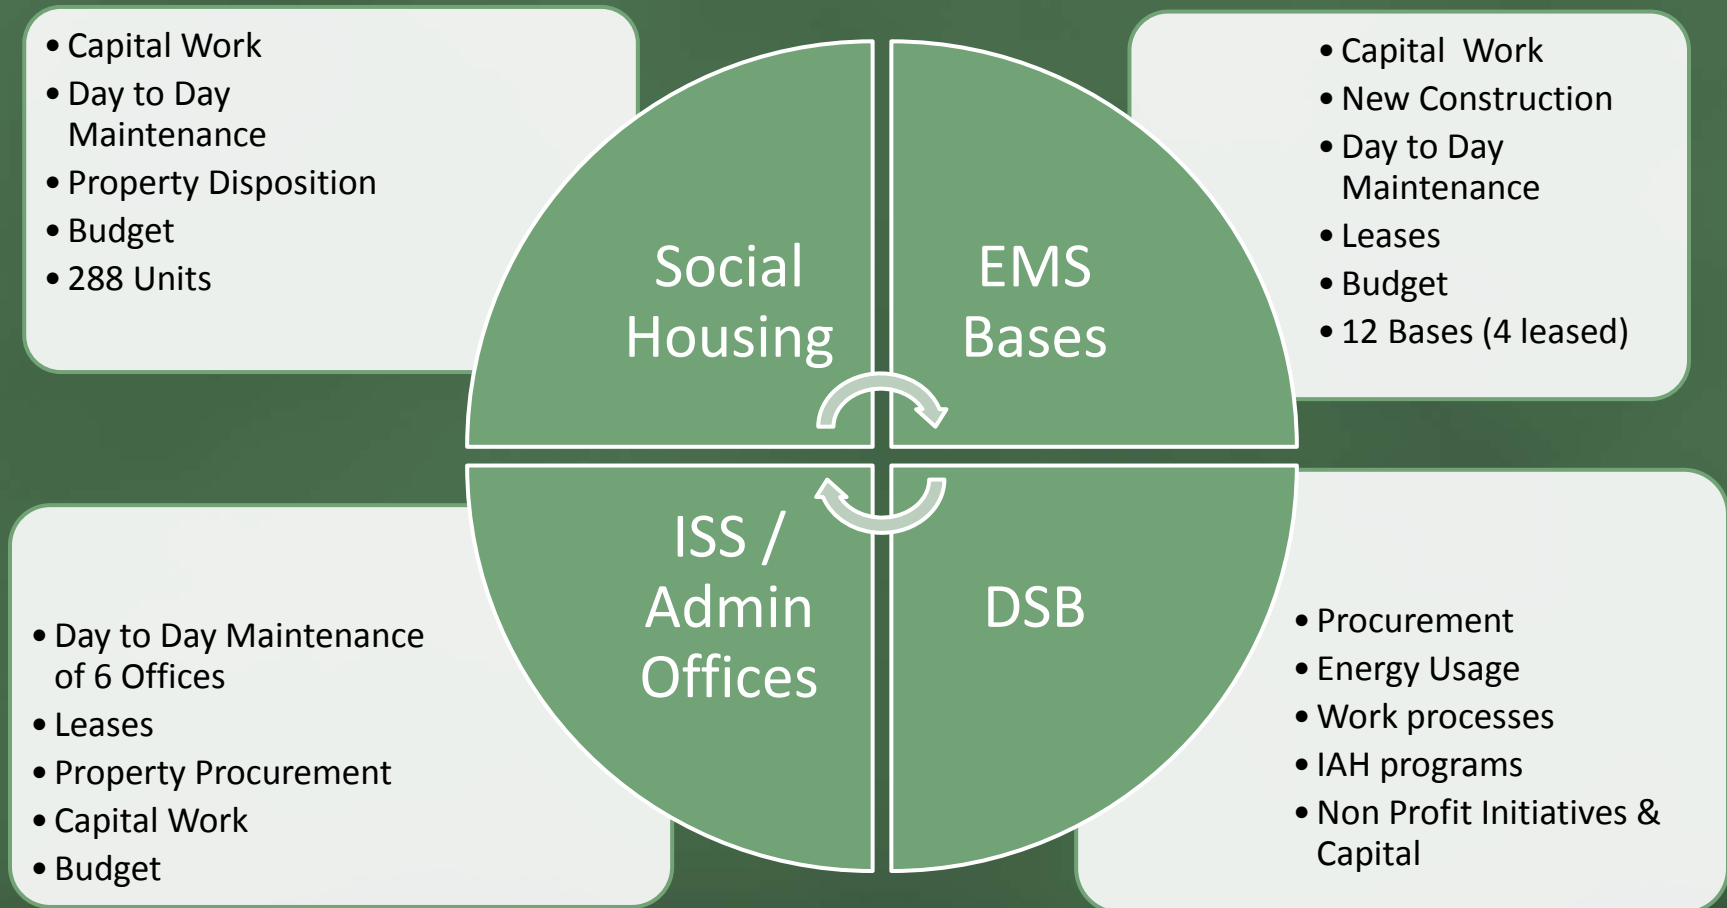 • Capital Work
• Day to Day
Maintenance
• Property Disposition
• Budget
• 288 Units
Social
Housing
EMS
Bases
• Capital  Work
• New Construction
• Day to Day
Maintenance
• Leases
• Budget
• 12 Bases (4 leased)
• Day to Day Maintenance
of 6 Offices
• Leases
• Property Procurement
• Capital Work
• Budget
ISS /
Admin
Offices
DSB
• Procurement
• Energy Usage
• Work processes
• IAH programs
• Non Profit Initiatives &
Capital